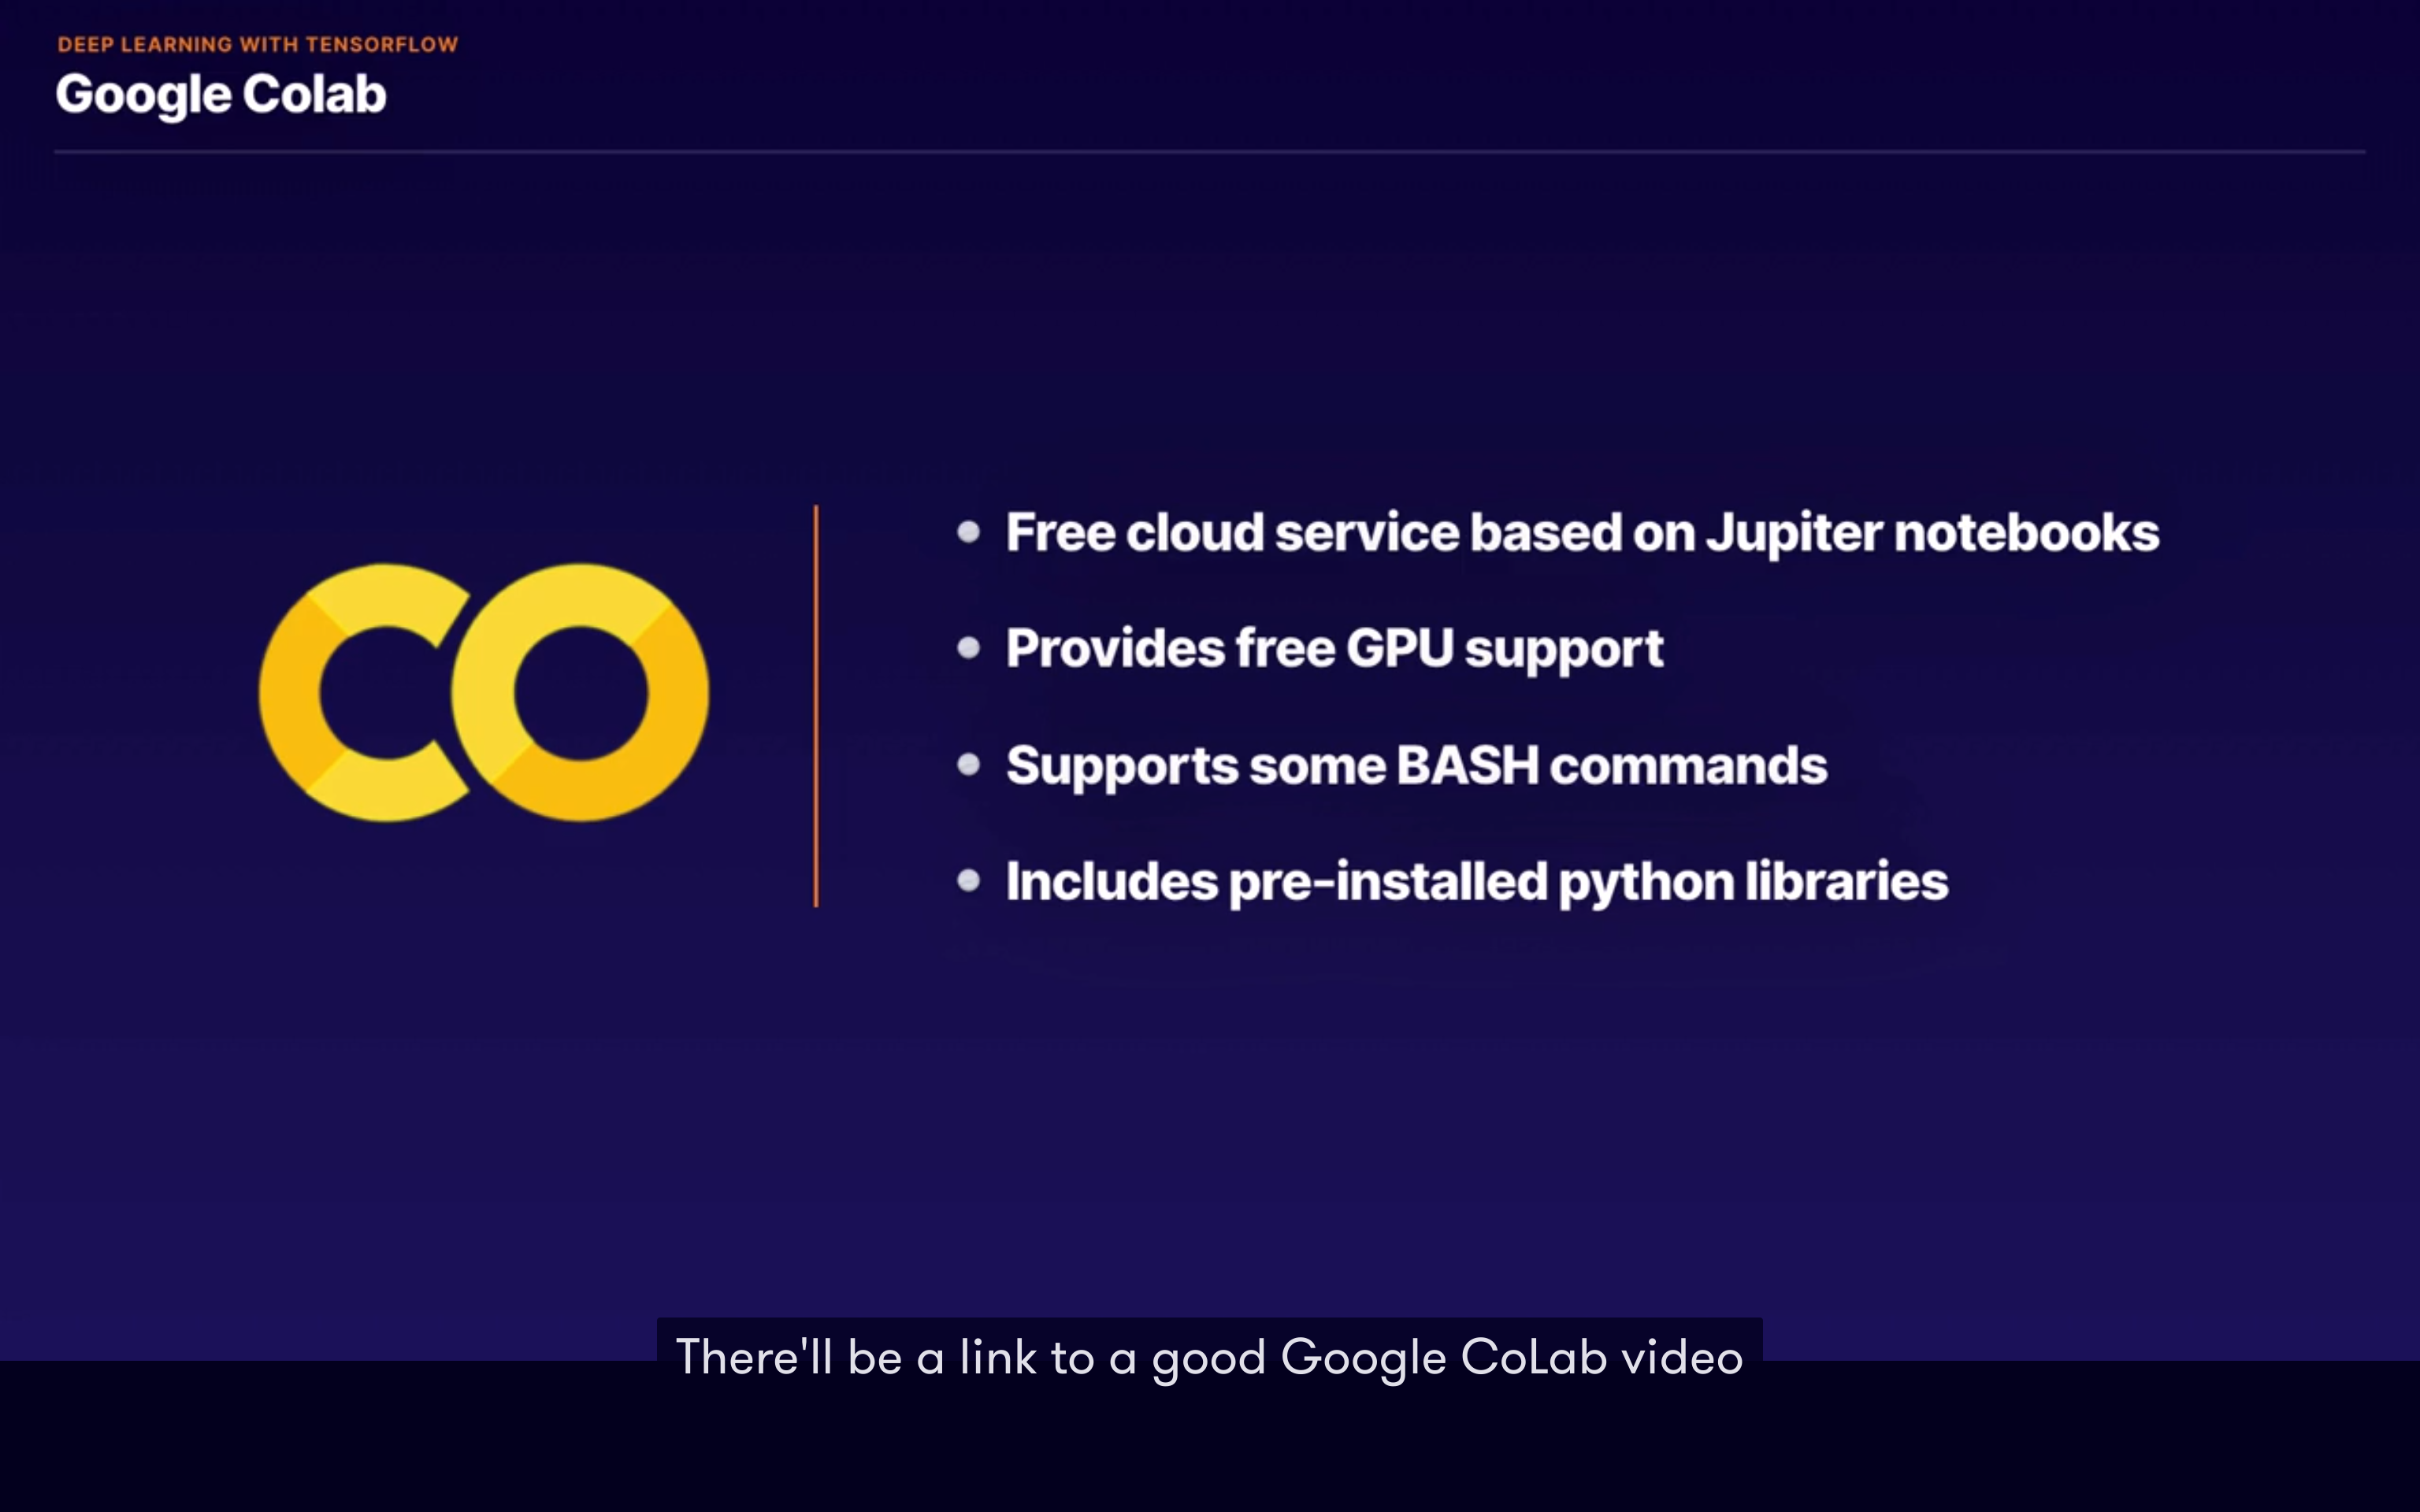 DEEP LEARNING WITH TENSORFLOW
Google Colab
CO
Free cloud service based on Jupiter notebooks
Provides free GPU support
Supports some BASH commands
Includes pre-installed python libraries
There'll be a link to a good Google CoLab video